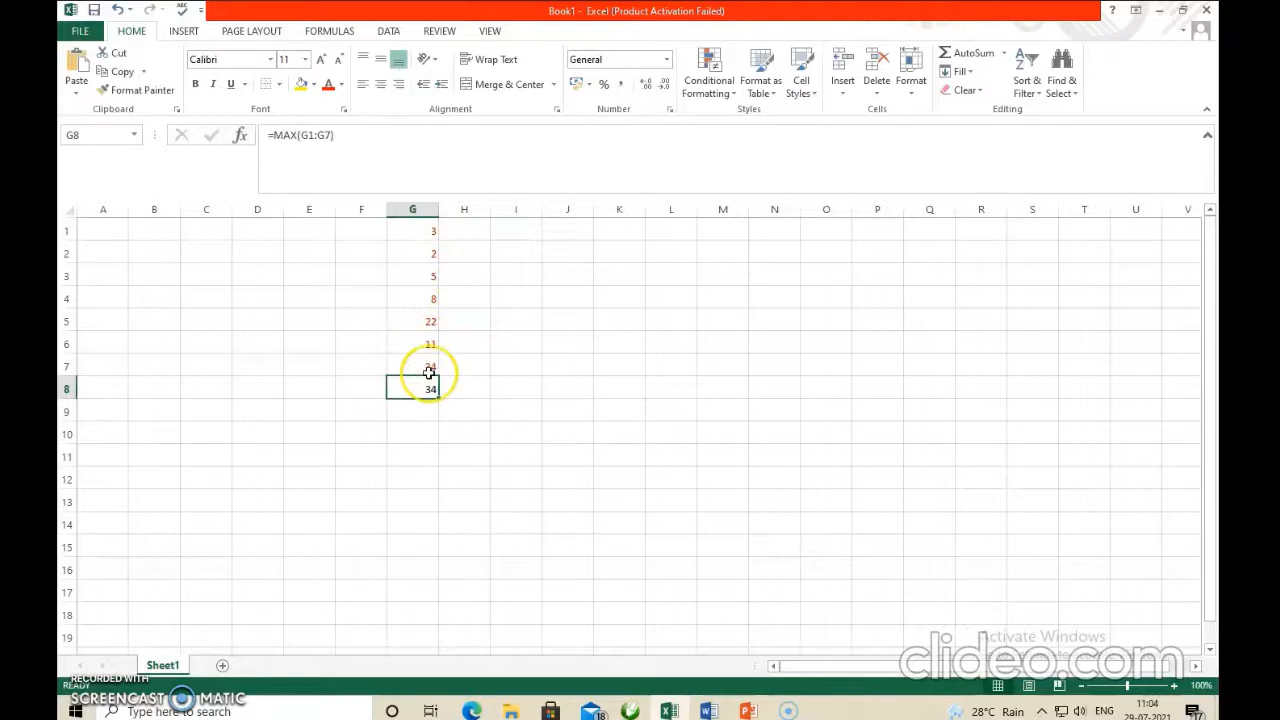 Book1 - Excel (Product Activation Failed)
FILE HOME INSERT PAGE LAYOUT FORMULAS DATA REVIEW VIEW
Paste
Cut
Copy
Format Painter
Clipboard
Calibri 11
B I U
Font
Wrap Text
Merge & Center
Alignment
General
% ,
Number
Conditional Formatting
Format as Table
Cell Styles
Styles
Insert
Delete
Format
Cells
AutoSum
Fill
Clear
Sort & Filter
Find & Select
Editing
G8 fx =MAX(G1:G7)
A B C D E F G H I J K L M N O P Q R S T U V
1 3
2 2
3 5
4 8
5 22
6 11
7
8 34
9
10
11
12
13
14
15
16
17
18
19
Activate Windows
clideo.com
Sheet1
RECORDED WITH
SCREENCAST MATIC
READY
100%
Type here to search
18
28°C Rain
ENG
11:04
29-07-2021
17